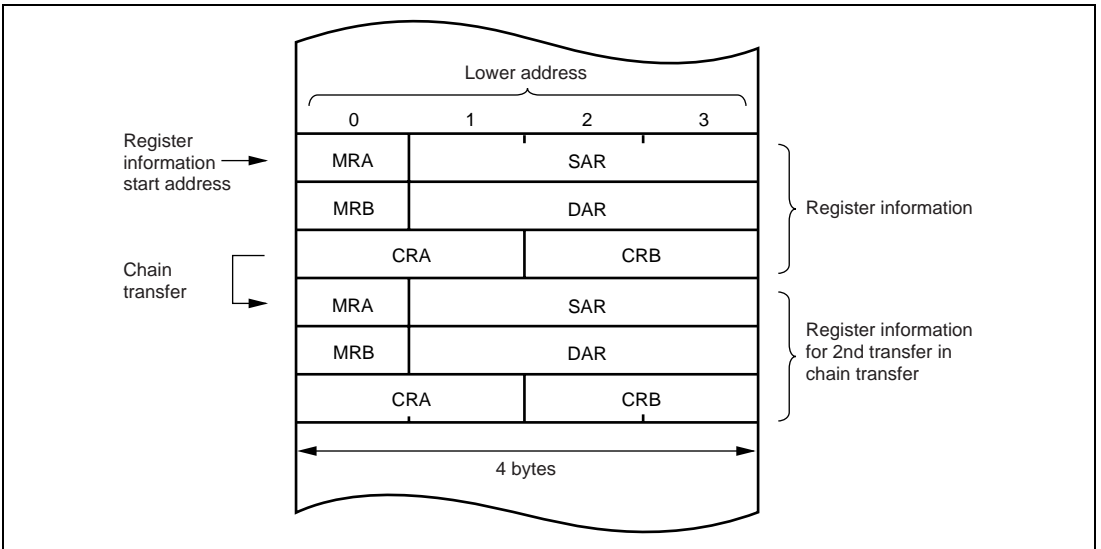 Lower address
0 1 2 3
Register
information
start address
MRA SAR
MRB DAR
Register information
CRA CRB
Chain
transfer
MRA SAR
MRB DAR
Register information
for 2nd transfer in
chain transfer
CRA CRB
4 bytes